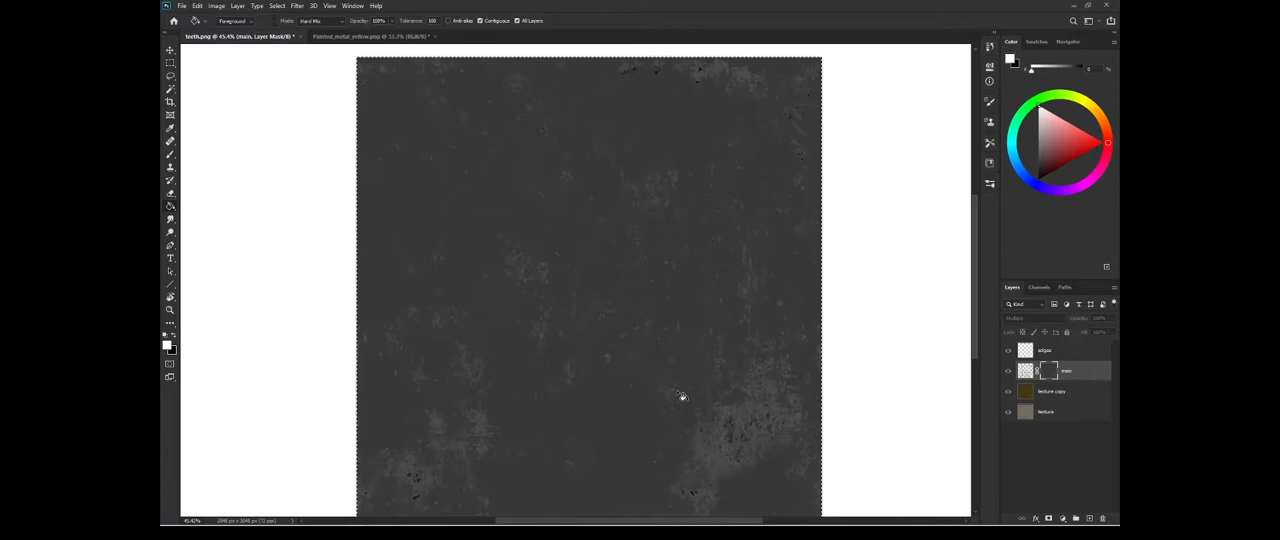 File Edit Image Layer Type Select Filter 3D View Window Help
Foreground Mode: Hard Mix Opacity: 100% Tolerance: 100 Anti-alias Contiguous All Layers
teeth.png @ 45.4% (main, Layer Mask/8) * Painted_metal_yellow.png @ 33.3% (RGB/8) *
Color Swatches Navigator
K 0 %
Layers Channels Paths
Kind
Multiply Opacity: 100%
Lock: Fill: 100%
edges
main
texture copy
texture
45.42% 2048 px x 2048 px (72 ppi)